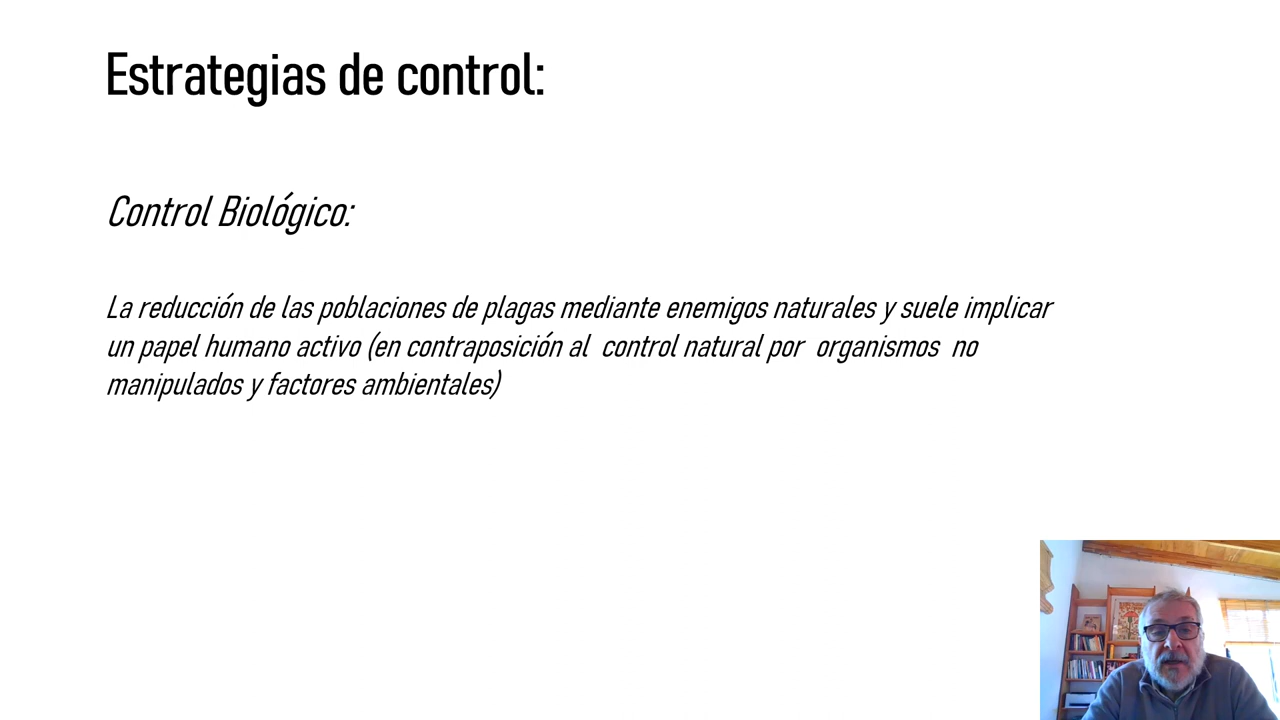 Estrategias de control:
Control Biológico:
La reducción de las poblaciones de plagas mediante enemigos naturales y suele implicar
un papel humano activo (en contraposición al control natural por organismos no
manipulados y factores ambientales)